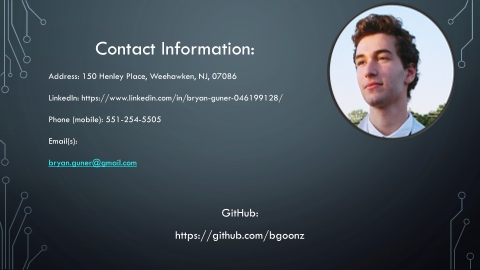 Contact Information:
Address: 150 Henley Place, Weehawken, NJ, 07086
LinkedIn: https://www.linkedin.com/in/bryan-guner-046199128/
Phone (mobile): 551-254-5505
Email(s):
bryan.guner@gmail.com
GitHub:
https://github.com/bgoonz